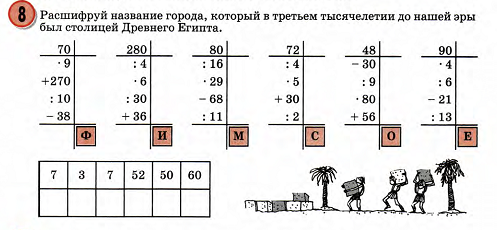 8 Расшифруй название города, который в третьем тысячелетии до нашей эры
был столицей Древнего Египта.
70 280 80 72 48 90
· 9 : 4 : 16 : 4 – 30 · 4
+ 270 · 6 · 29 · 5 : 9 : 6
: 10 : 30 – 68 + 30 · 80 – 21
– 38 + 36 : 11 : 2 + 56 : 13
Ф И М С О Е
7 3 7 52 50 60